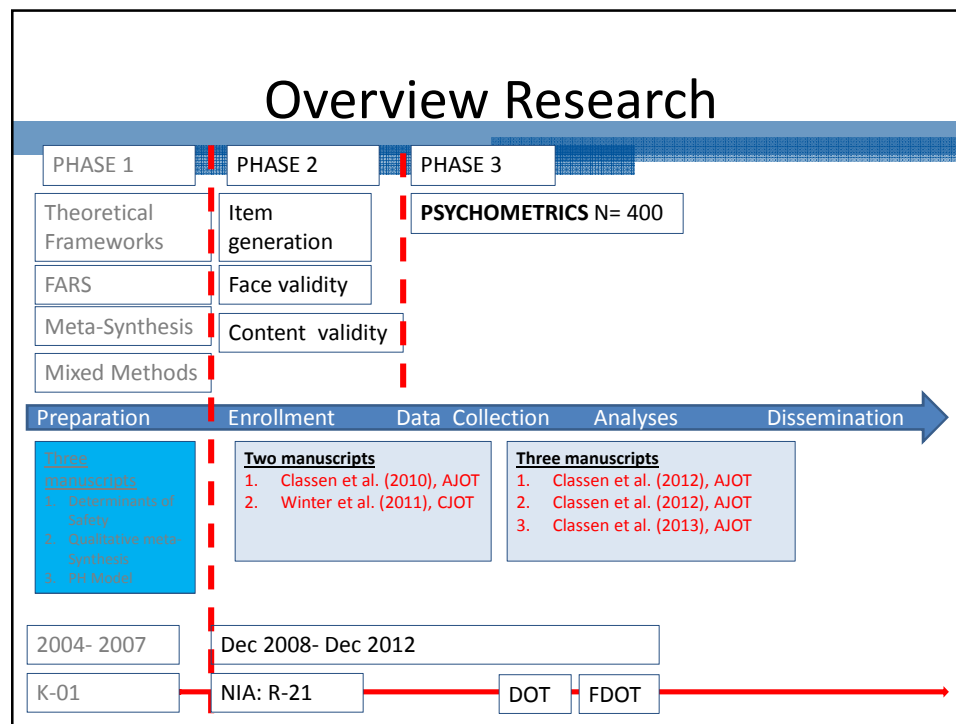 Overview Research
PHASE 1
PHASE 2
PHASE 3
Theoretical
Frameworks
FARS
Meta-Synthesis
Mixed Methods
Item
generation
Face validity
Content validity
PSYCHOMETRICS N= 400
Preparation
Enrollment
Data Collection
Analyses
Dissemination
Three
manuscripts
1. Determinants of
Safety
2. Qualitative meta-
Synthesis
3. PH Model
Two manuscripts
1. Classen et al. (2010), AJOT
2. Winter et al. (2011), CJOT
Three manuscripts
1. Classen et al. (2012), AJOT
2. Classen et al. (2012), AJOT
3. Classen et al. (2013), AJOT
2004- 2007
Dec 2008- Dec 2012
K-01
NIA: R-21
DOT
FDOT